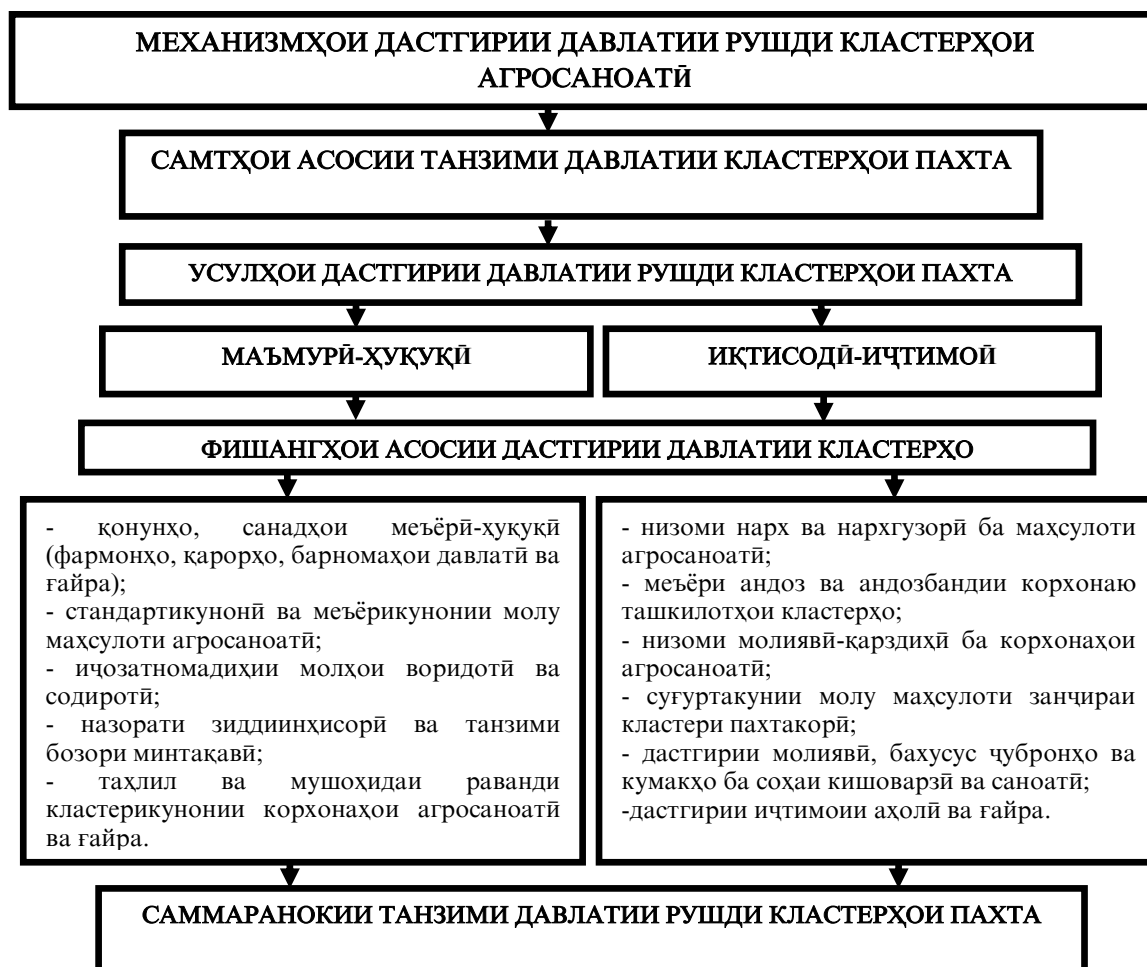 МЕХАНИЗМҲОИ ДАСТГИРИИ ДАВЛАТИИ РУШДИ КЛАСТЕРҲОИ
АГРОСАНОАТӢ
САМТҲОИ АСОСИИ ТАНЗИМИ ДАВЛАТИИ КЛАСТЕРҲОИ ПАХТА
УСУЛҲОИ ДАСТГИРИИ ДАВЛАТИИ РУШДИ КЛАСТЕРҲОИ ПАХТА
МАЪМУРӢ-ҲУҚУҚӢ
ИҚТИСОДӢ-ИҶТИМОӢ
ФИШАНГҲОИ АСОСИИ ДАСТГИРИИ ДАВЛАТИИ КЛАСТЕРҲО
- қонунҳо, санадҳои меъёрӣ-ҳуқуқӣ
(фармонҳо, қарорҳо, барномаҳои давлатӣ ва
ғайра);
- стандартикунонӣ ва меъёрикунонии молу
маҳсулоти агросаноатӣ;
- иҷозатномадиҳии молҳои воридотӣ ва
содиротӣ;
- назорати зиддиинҳисорӣ ва танзими
бозори минтақавӣ;
- таҳлил ва мушоҳидаи раванди
кластерикунонии корхонаҳои агросаноатӣ
ва ғайра.
- низоми нарх ва нархгузорӣ ба маҳсулоти
агросаноатӣ;
- меъёри андоз ва андозбандии корхонаю
ташкилотҳои кластерҳо;
- низоми молиявӣ-қарздиҳӣ ба корхонаҳои
агросаноатӣ;
- суғуртакунии молу маҳсулоти занҷираи
кластери пахтакорӣ;
- дастгирии молиявӣ, бахусус ҷубронҳо ва
кумакҳо ба соҳаи кишоварзӣ ва саноатӣ;
-дастгирии иҷтимоии аҳолӣ ва ғайра.
САММАРАНОКИИ ТАНЗИМИ ДАВЛАТИИ РУШДИ КЛАСТЕРҲОИ ПАХТА